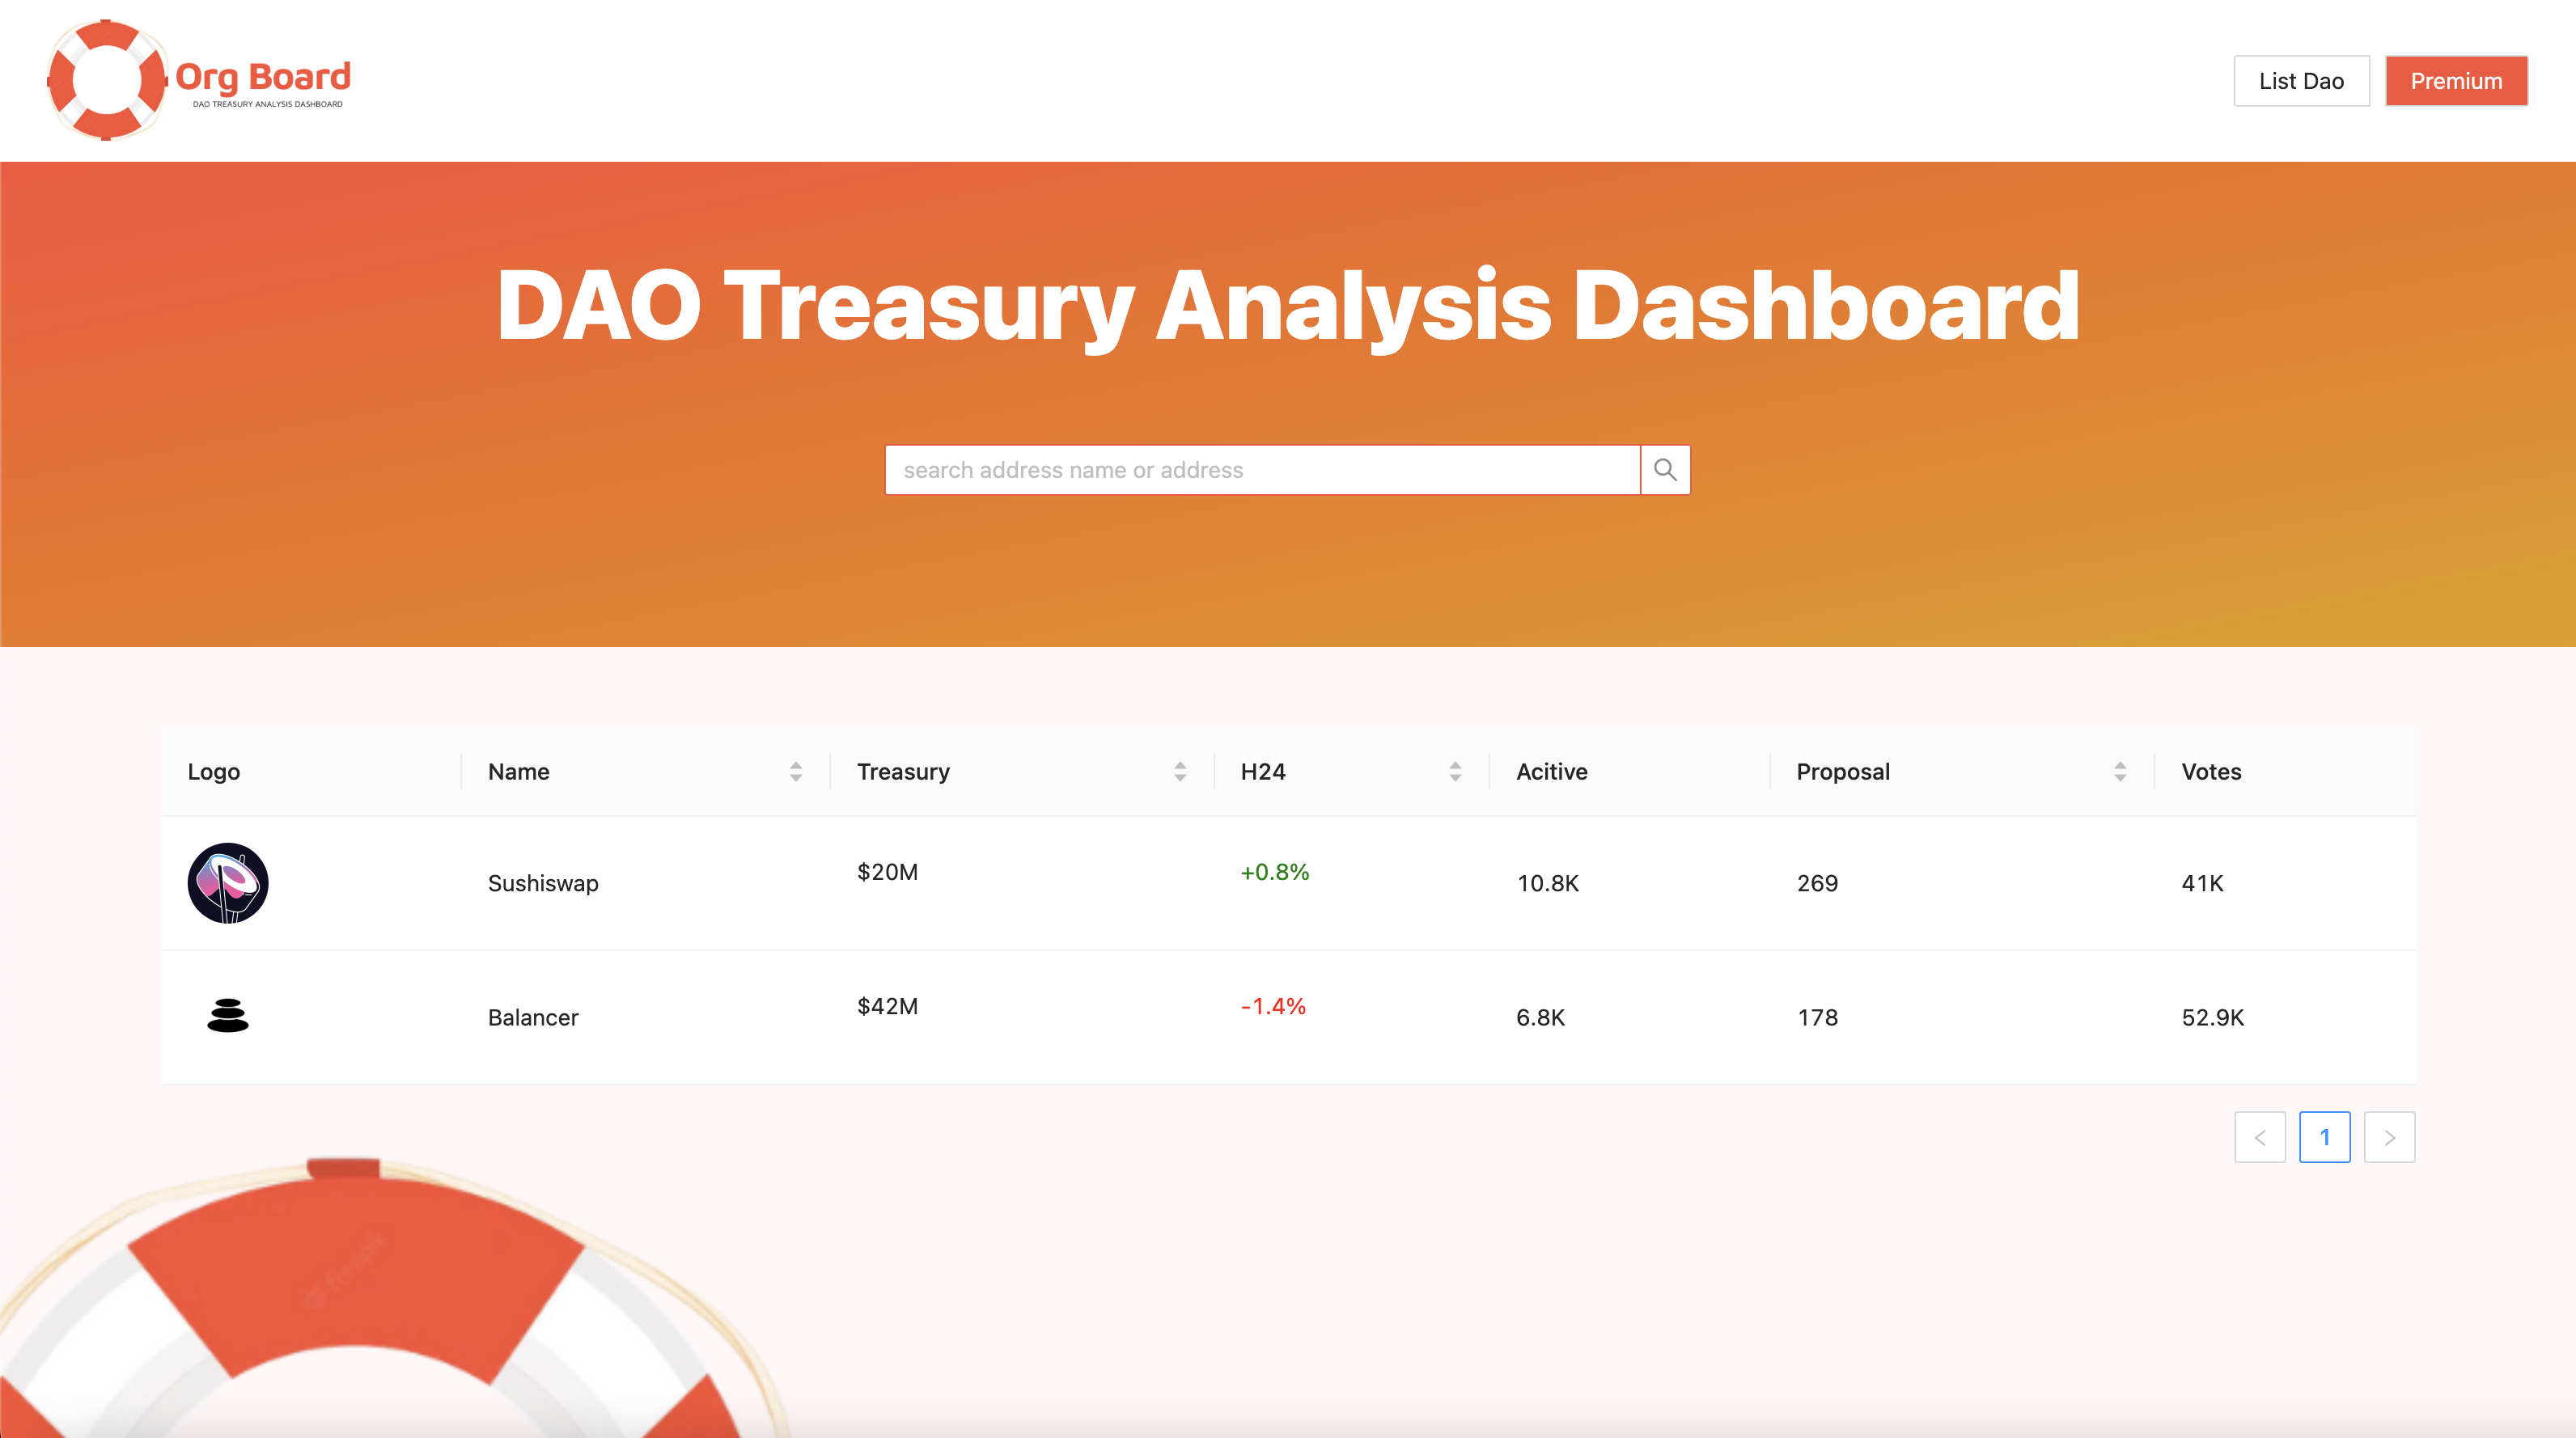 Org Board
DAO TREASURY ANALYSIS DASHBOARD
List Dao
Premium
DAO Treasury Analysis Dashboard
search address name or address
Logo Name Treasury H24 Acitive Proposal Votes
Sushiswap $20M +0.8% 10.8K 269 41K
Balancer $42M -1.4% 6.8K 178 52.9K
< 1 >
freepik